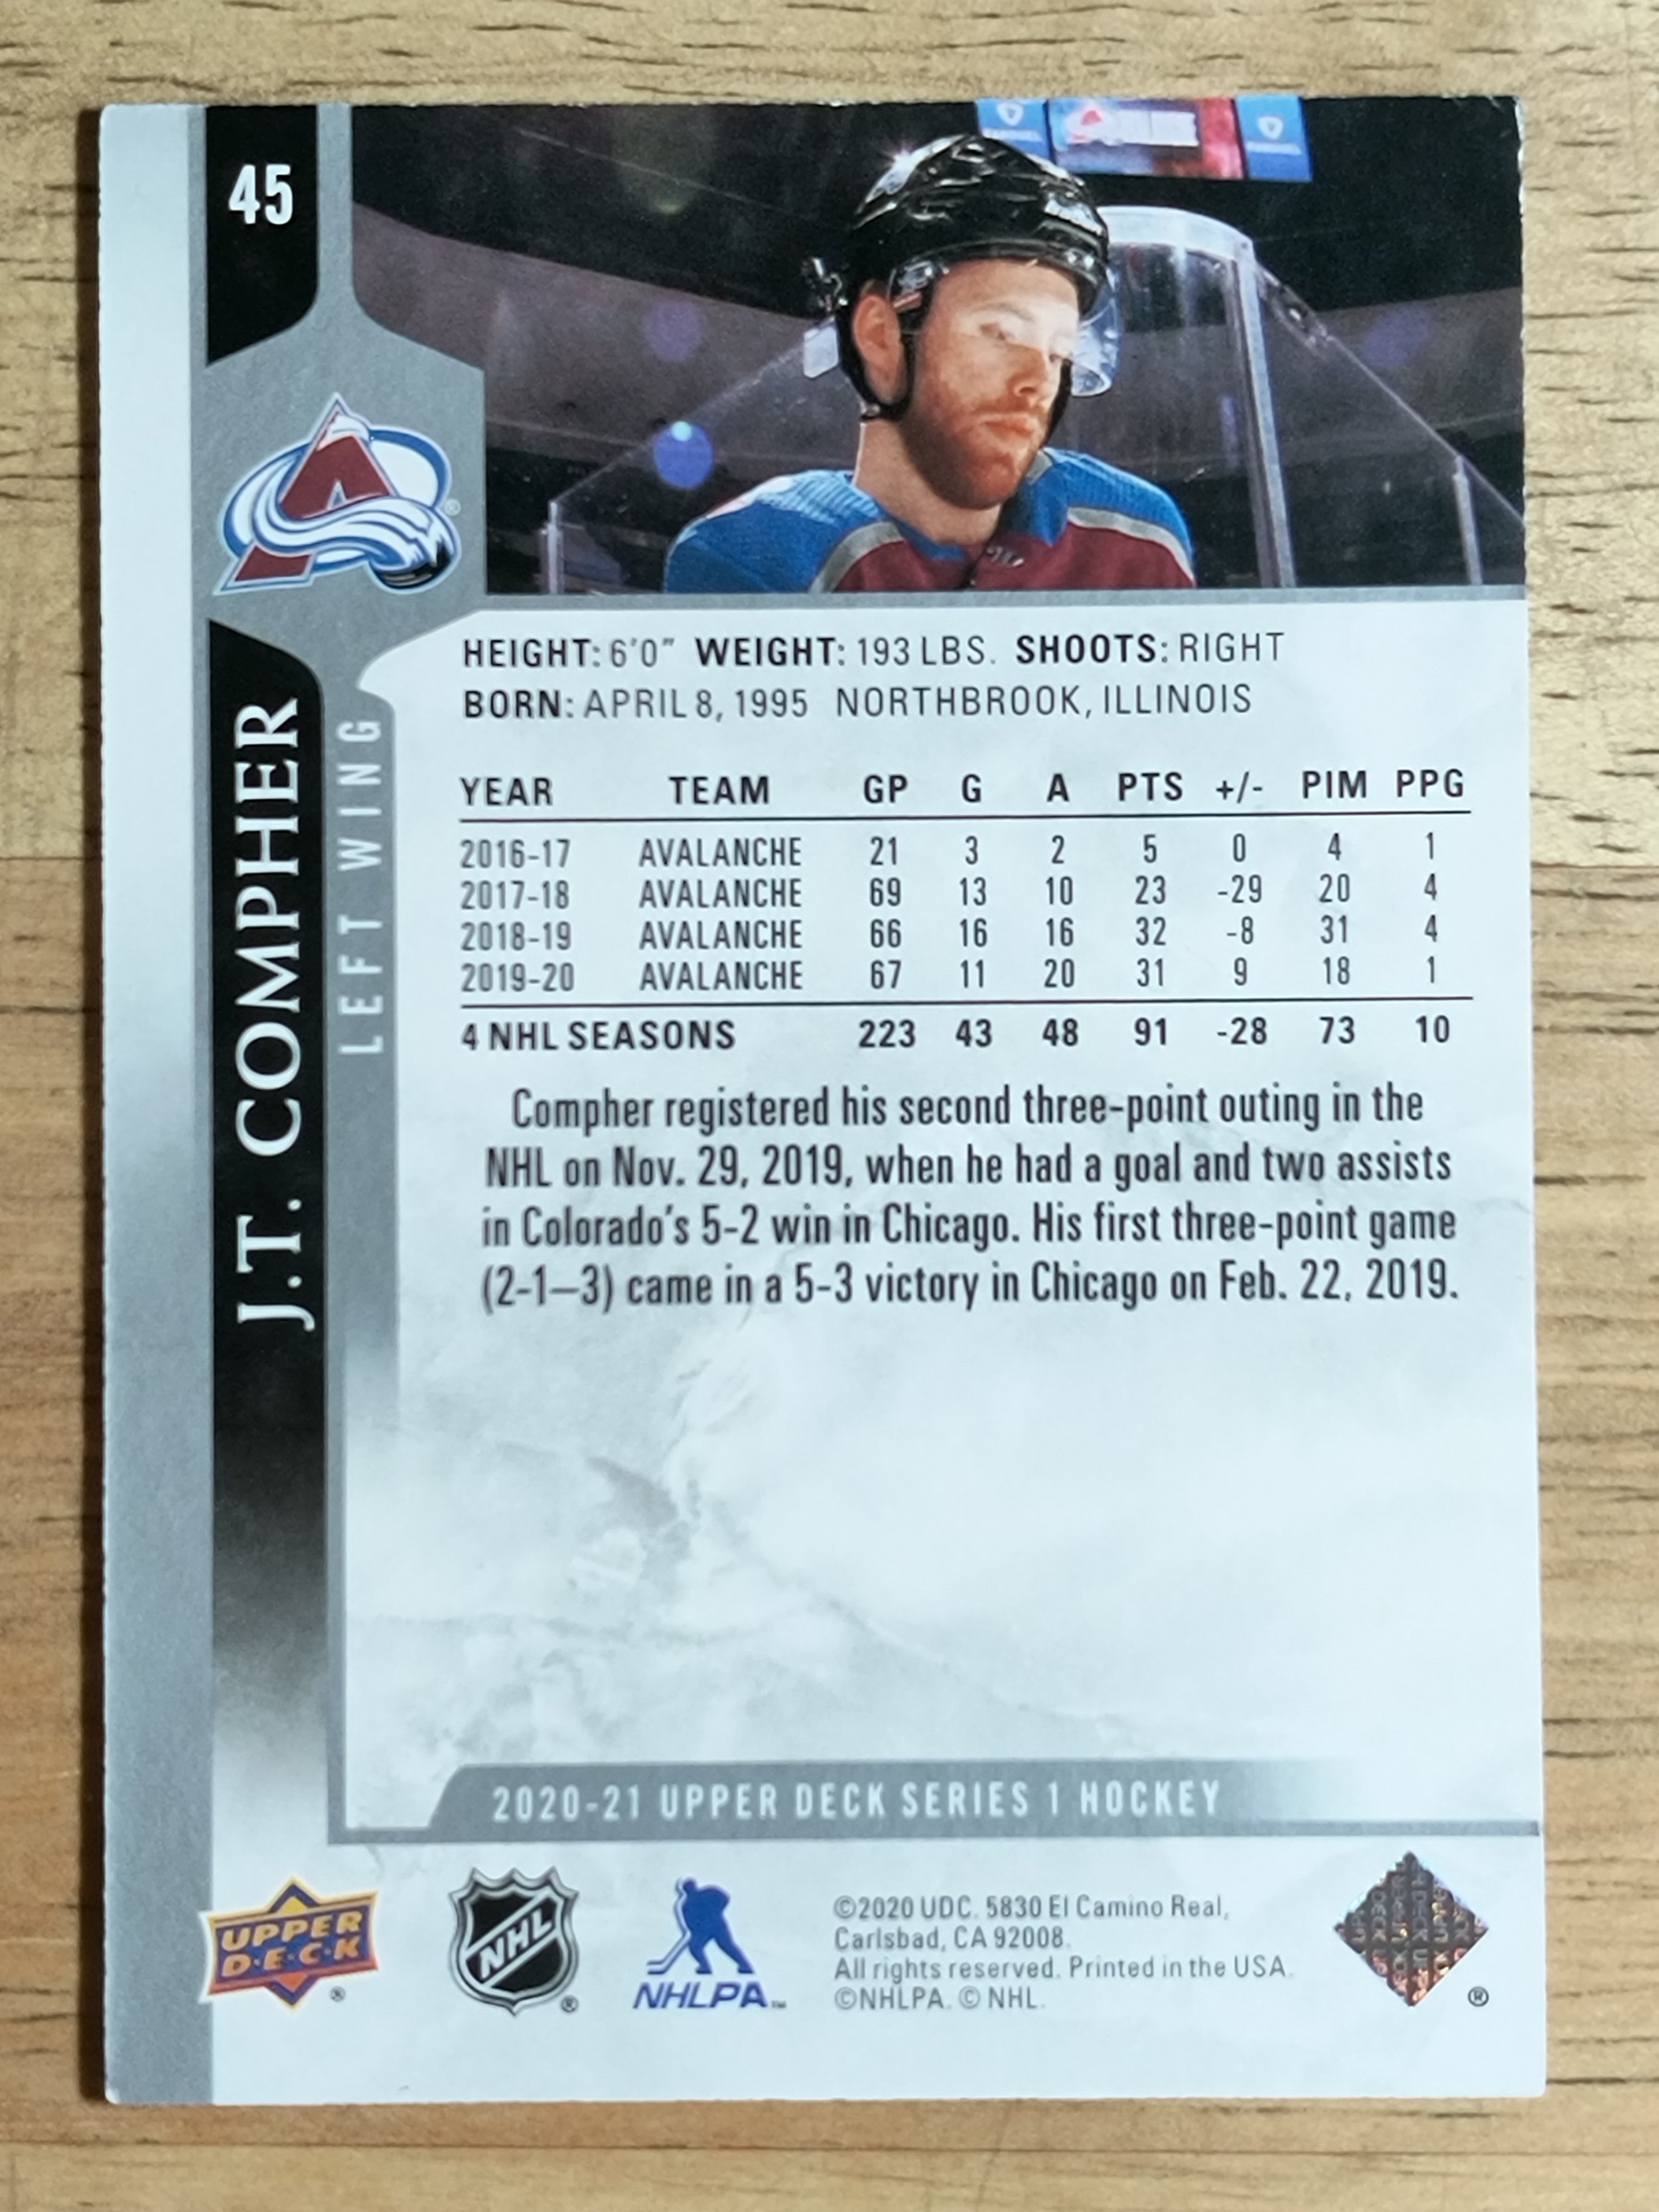 45
J.T. COMPHER
LEFT WING
HEIGHT: 6'0" WEIGHT: 193 LBS. SHOOTS: RIGHT
BORN: APRIL 8, 1995 NORTHBROOK, ILLINOIS
YEAR TEAM GP G A PTS +/- PIM PPG
2016-17 AVALANCHE 21 3 2 5 0 4 1
2017-18 AVALANCHE 69 13 10 23 -29 20 4
2018-19 AVALANCHE 66 16 16 32 -8 31 4
2019-20 AVALANCHE 67 11 20 31 9 18 1
4 NHL SEASONS 223 43 48 91 -28 73 10
Compher registered his second three-point outing in the
NHL on Nov. 29, 2019, when he had a goal and two assists
in Colorado's 5-2 win in Chicago. His first three-point game
(2-1–3) came in a 5-3 victory in Chicago on Feb. 22, 2019.
2020-21 UPPER DECK SERIES 1 HOCKEY
UPPER
D·E·C·K ®
NHL ®
NHLPA™
©2020 UDC. 5830 El Camino Real,
Carlsbad, CA 92008.
All rights reserved. Printed in the USA.
©NHLPA. © NHL.
®